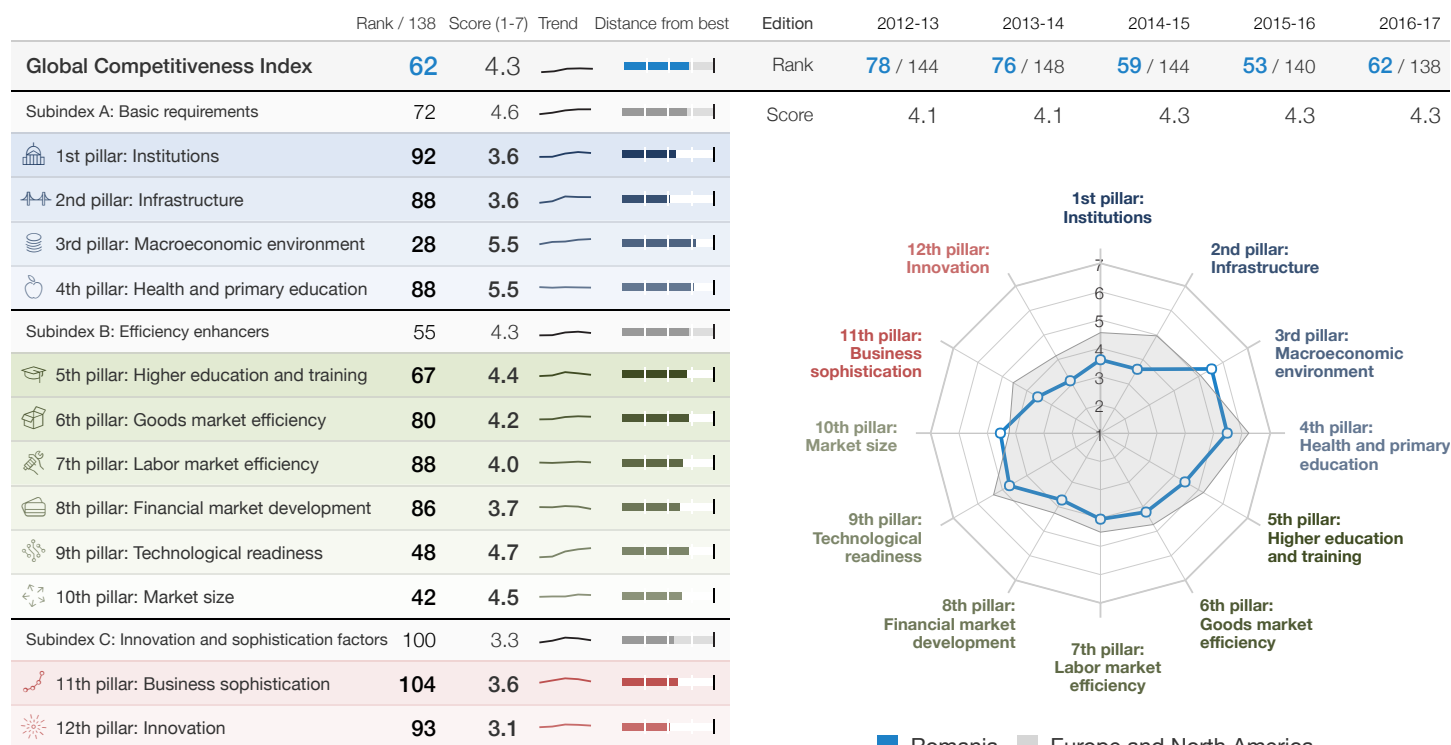 Rank / 138 Score (1-7) Trend Distance from best
Global Competitiveness Index 62 4.3
Subindex A: Basic requirements 72 4.6
1st pillar: Institutions 92 3.6
2nd pillar: Infrastructure 88 3.6
3rd pillar: Macroeconomic environment 28 5.5
4th pillar: Health and primary education 88 5.5
Subindex B: Efficiency enhancers 55 4.3
5th pillar: Higher education and training 67 4.4
6th pillar: Goods market efficiency 80 4.2
7th pillar: Labor market efficiency 88 4.0
8th pillar: Financial market development 86 3.7
9th pillar: Technological readiness 48 4.7
10th pillar: Market size 42 4.5
Subindex C: Innovation and sophistication factors 100 3.3
11th pillar: Business sophistication 104 3.6
12th pillar: Innovation 93 3.1
Edition 2012-13 2013-14 2014-15 2015-16 2016-17
Rank 78 / 144 76 / 148 59 / 144 53 / 140 62 / 138
Score 4.1 4.1 4.3 4.3 4.3
1st pillar:
Institutions
2nd pillar:
Infrastructure
3rd pillar:
Macroeconomic
environment
4th pillar:
Health and primary
education
5th pillar:
Higher education
and training
6th pillar:
Goods market
efficiency
7th pillar:
Labor market
efficiency
8th pillar:
Financial market
development
9th pillar:
Technological
readiness
10th pillar:
Market size
11th pillar:
Business
sophistication
12th pillar:
Innovation
7
6
5
4
3
2
1
Romania Europe and North America